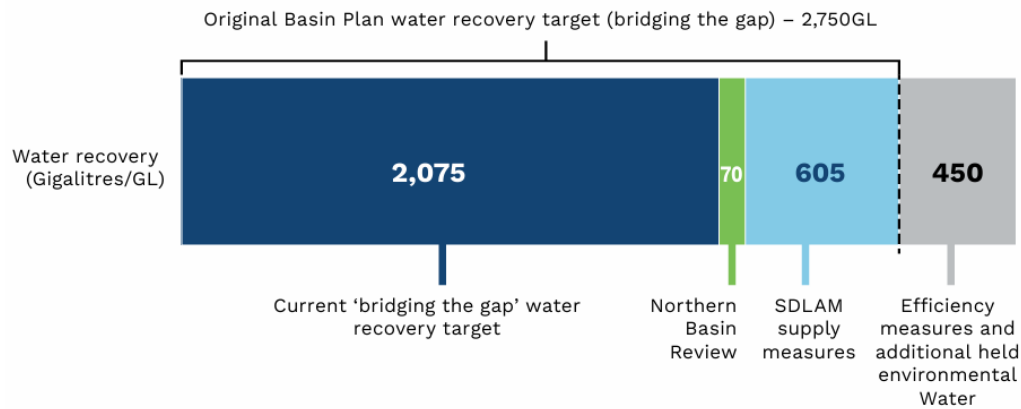 Original Basin Plan water recovery target (bridging the gap) – 2,750GL
Water recovery
(Gigalitres/GL)
2,075
70
605
450
Current ‘bridging the gap’ water
recovery target
Northern
Basin
Review
SDLAM
supply
measures
Efficiency
measures and
additional held
environmental
Water